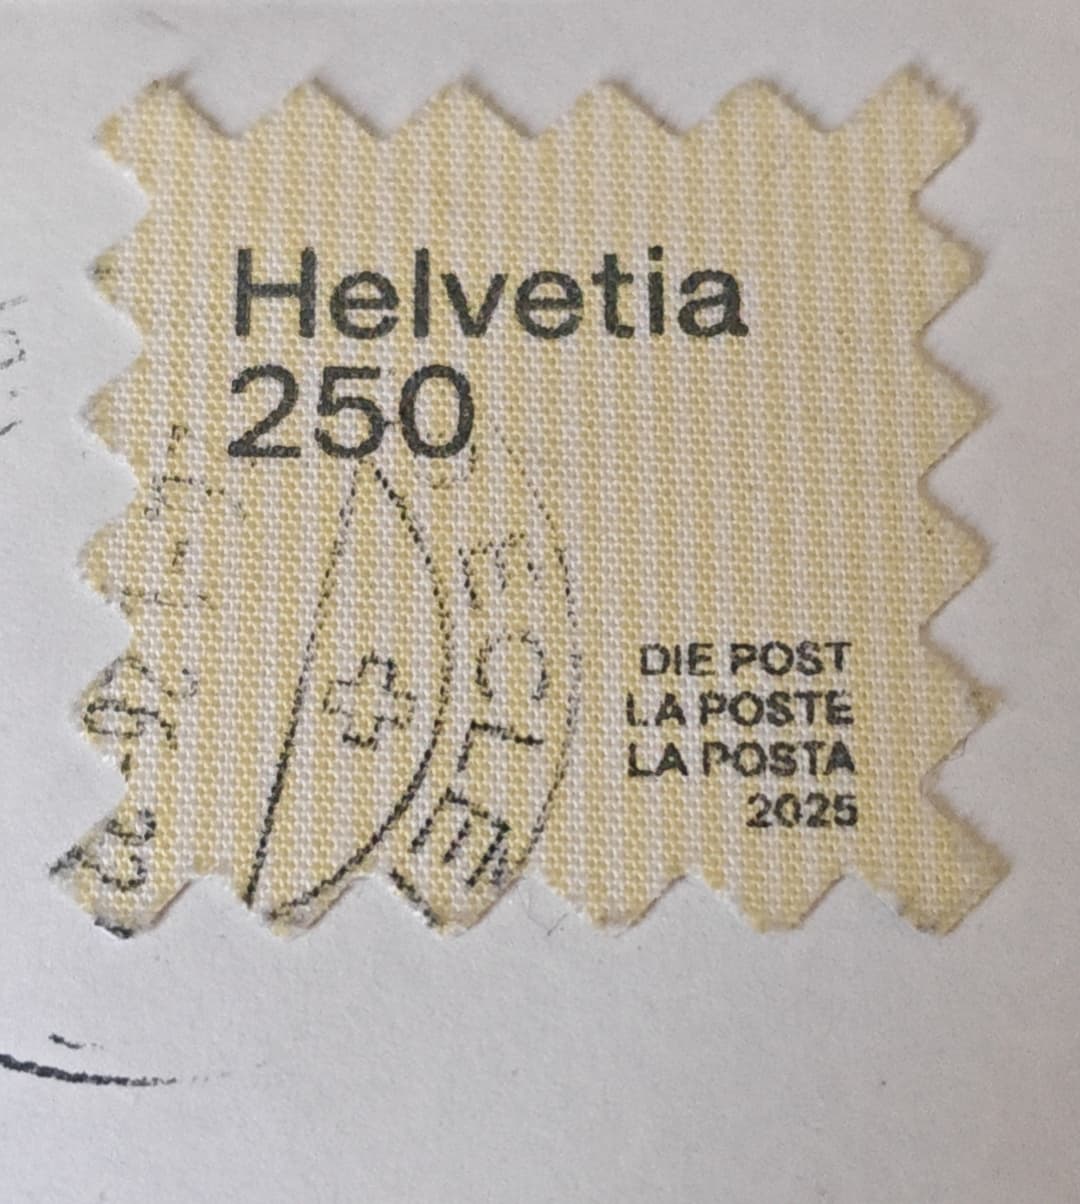 Helvetia
250
DIE POST
LA POSTE
LA POSTA
2025